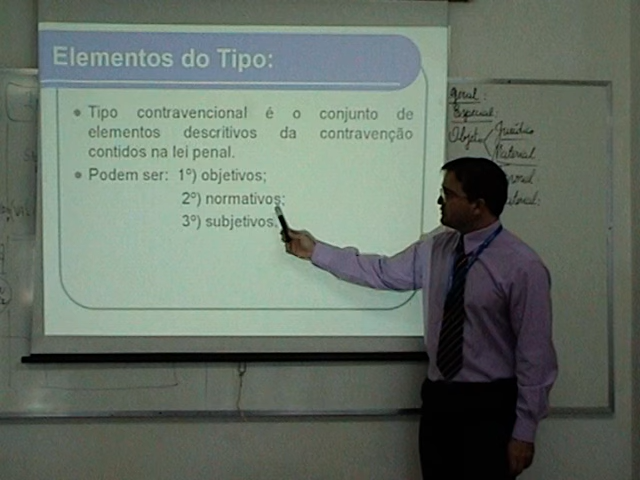 Elementos do Tipo:
Tipo contravencional é o conjunto de
elementos descritivos da contravenção
contidos na lei penal.
Podem ser: 1º) objetivos;
2º) normativos;
3º) subjetivos.
Geral:
Especial:
Objeto
Jurídico
Material